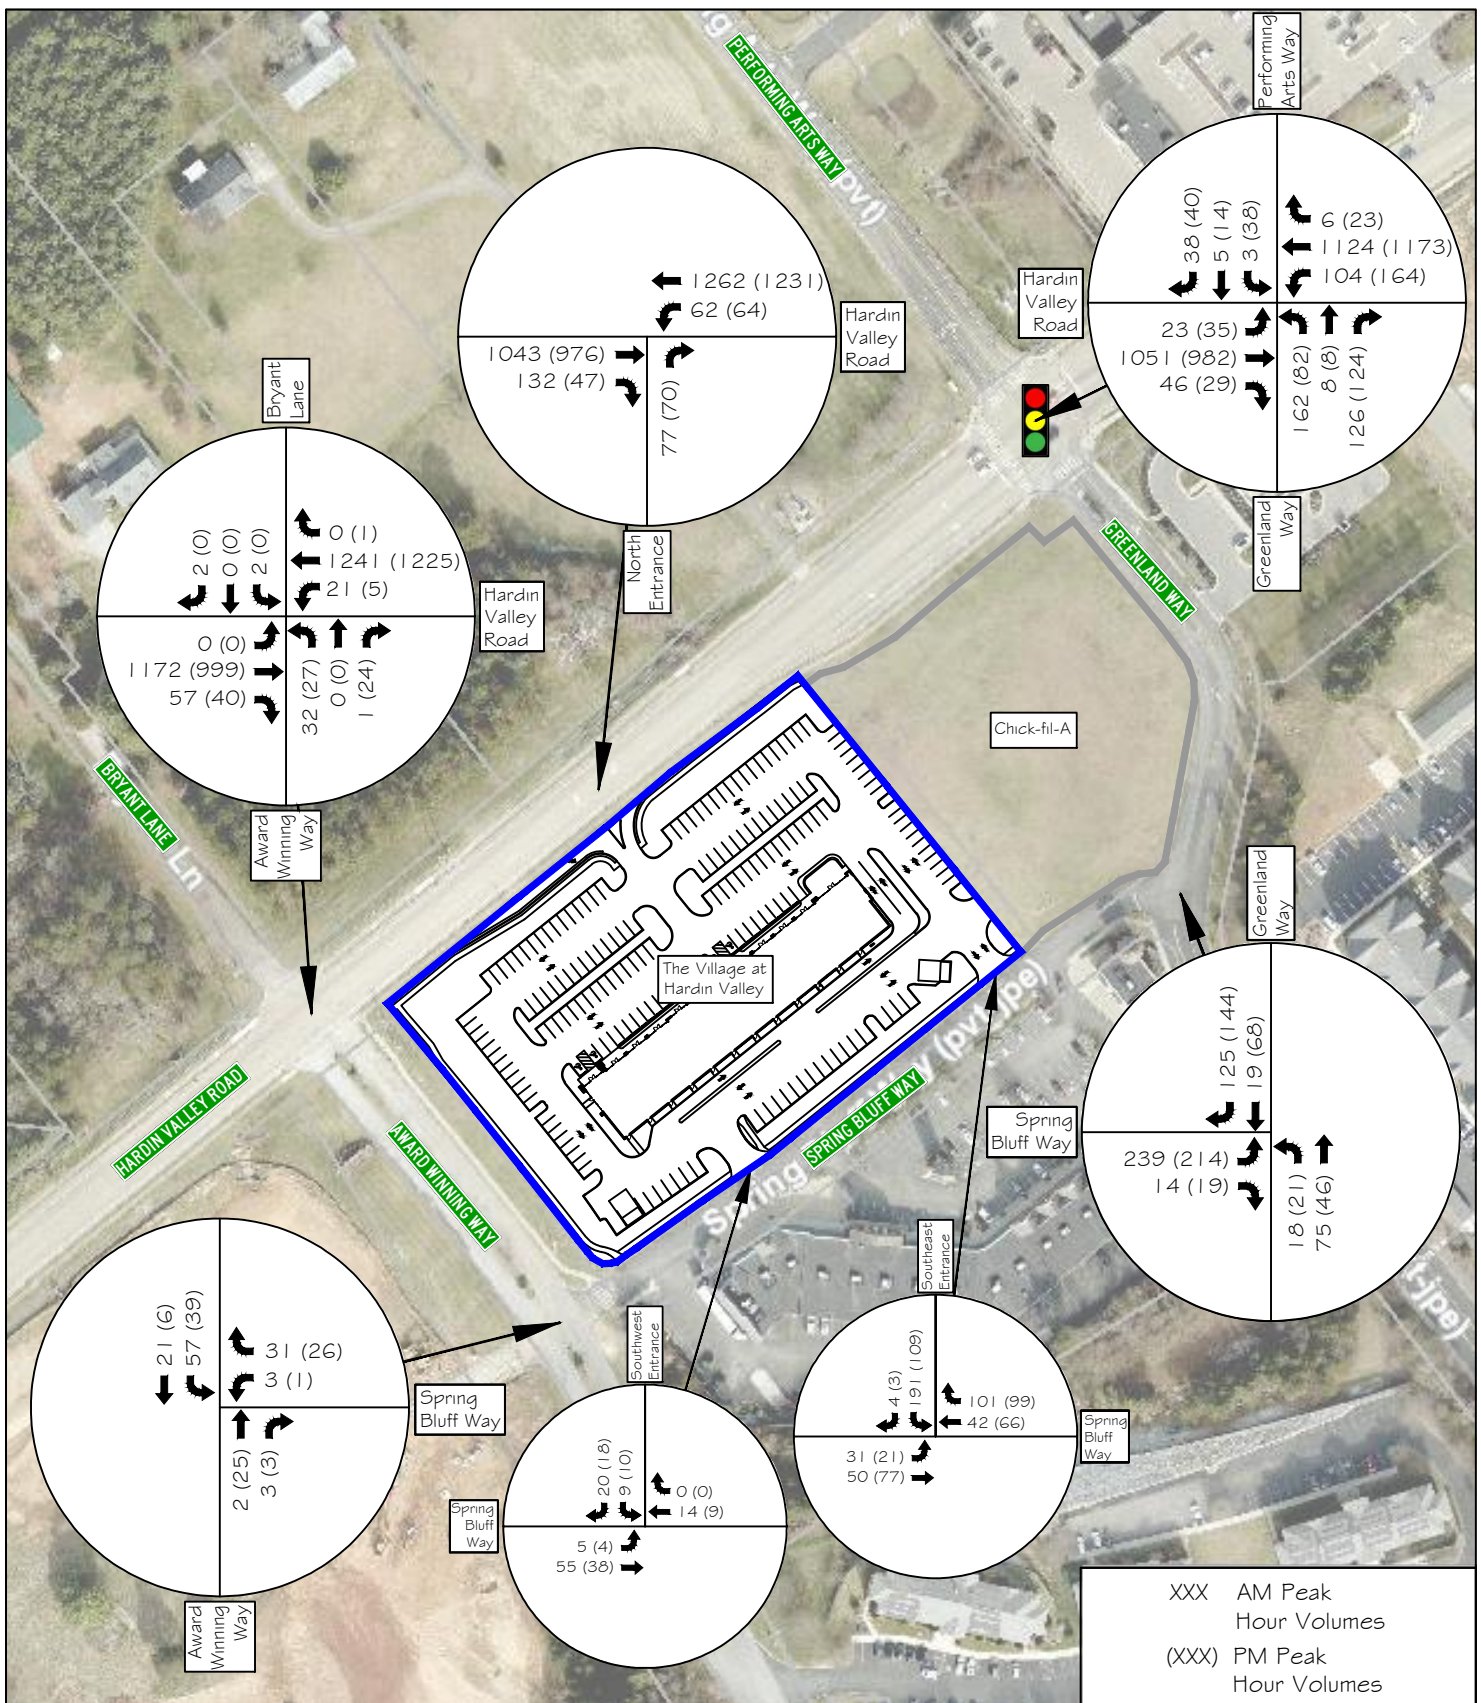 Performing
Arts Way
PERFORMING ARTS WAY
pvt)
38 (40)
5 (14)
3 (38)
6 (23)
1124 (1173)
104 (164)
Hardin
Valley
Road
23 (35)
1051 (982)
46 (29)
162 (82)
8 (8)
126 (124)
Greenland
Way
1262 (1231)
62 (64)
Hardin
Valley
Road
1043 (976)
132 (47)
77 (70)
North
Entrance
Bryant
Lane
2 (0)
0 (0)
2 (0)
0 (1)
1241 (1225)
21 (5)
Hardin
Valley
Road
0 (0)
1172 (999)
57 (40)
32 (27)
0 (0)
1 (24)
Award
Winning
Way
GREENLAND WAY
Chick-fil-A
BRYANT LANE
Ln
The Village at
Hardin Valley
HARDIN VALLEY ROAD
AWARD WINNING WAY
SPRING BLUFF WAY
Spring
Way (pvt-jpe)
t-jpe)
Greenland
Way
125 (144)
19 (68)
Spring
Bluff Way
239 (214)
14 (19)
18 (21)
75 (46)
21 (6)
57 (39)
31 (26)
3 (1)
Spring
Bluff Way
2 (25)
3 (3)
Award
Winning
Way
Southwest
Entrance
20 (18)
9 (10)
0 (0)
14 (9)
Spring
Bluff
Way
5 (4)
55 (38)
Southeast
Entrance
4 (3)
191 (109)
101 (99)
42 (66)
Spring
Bluff
Way
31 (21)
50 (77)
XXX AM Peak
Hour Volumes
(XXX) PM Peak
Hour Volumes